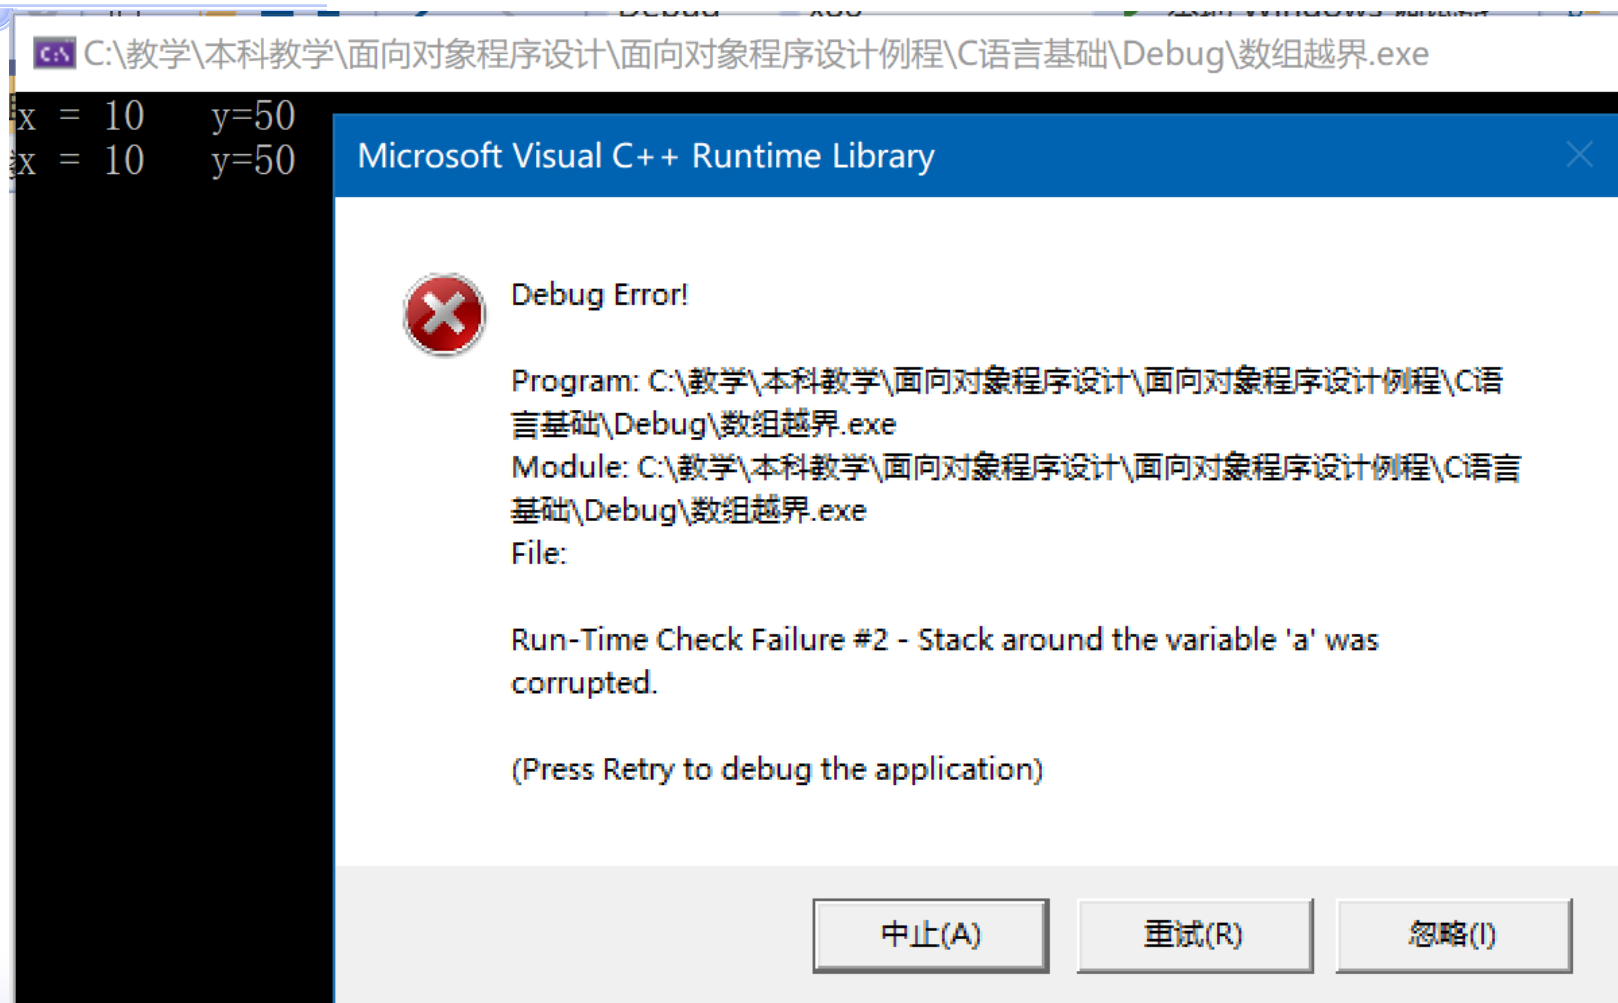 C:\教学\本科教学\面向对象程序设计\面向对象程序设计例程\C语言基础\Debug\数组越界.exe
x = 10 y=50
x = 10 y=50
Microsoft Visual C++ Runtime Library
Debug Error!
Program: C:\教学\本科教学\面向对象程序设计\面向对象程序设计例程\C语
言基础\Debug\数组越界.exe
Module: C:\教学\本科教学\面向对象程序设计\面向对象程序设计例程\C语言
基础\Debug\数组越界.exe
File:
Run-Time Check Failure #2 - Stack around the variable 'a' was
corrupted.
(Press Retry to debug the application)
中止(A)
重试(R)
忽略(I)